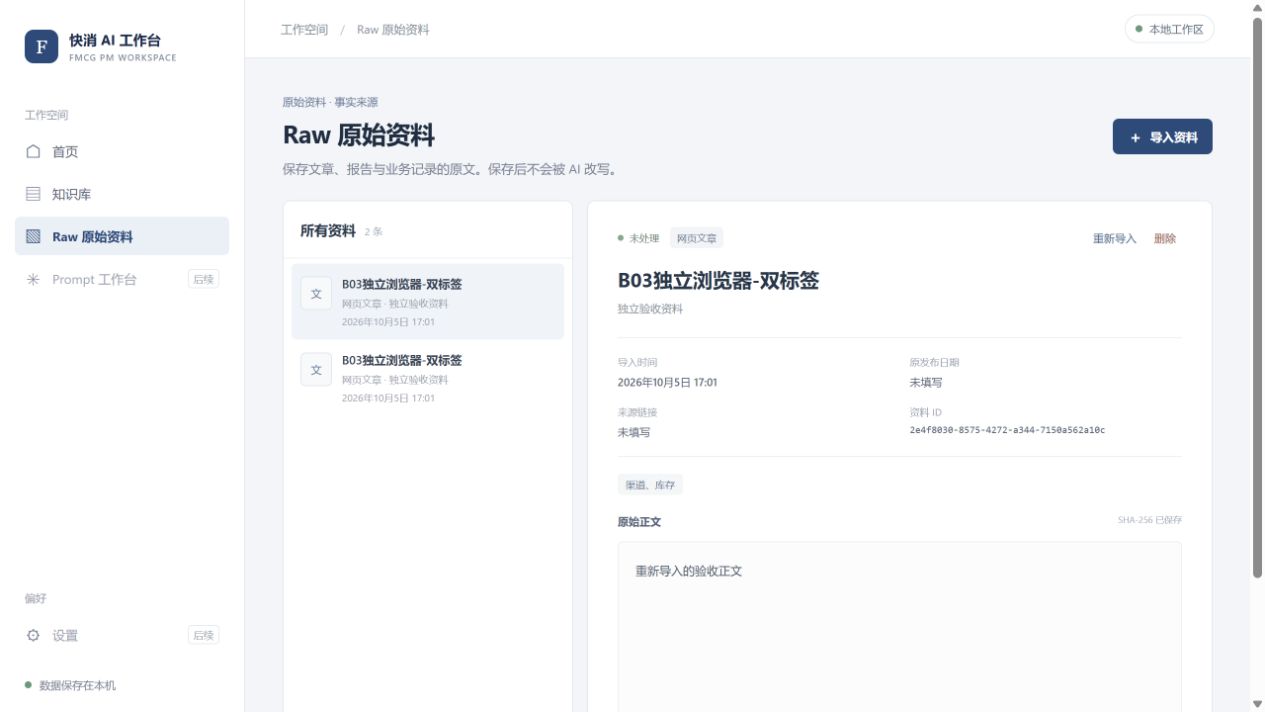 F
快消 AI 工作台
FMCG PM WORKSPACE
工作空间
首页
知识库
Raw 原始资料
Prompt 工作台 后续
偏好
设置 后续
数据保存在本机
工作空间 / Raw 原始资料
本地工作区
原始资料 · 事实来源
Raw 原始资料
保存文章、报告与业务记录的原文。保存后不会被 AI 改写。
+ 导入资料
所有资料 2 条
文
B03独立浏览器-双标签
网页文章 · 独立验收资料
2026年10月5日 17:01
文
B03独立浏览器-双标签
网页文章 · 独立验收资料
2026年10月5日 17:01
未处理 网页文章
重新导入 删除
B03独立浏览器-双标签
独立验收资料
导入时间
2026年10月5日 17:01
原发布日期
未填写
来源链接
未填写
资料 ID
2e4f8030-8575-4272-a344-7150a562a10c
渠道、库存
原始正文
SHA-256 已保存
重新导入的验收正文